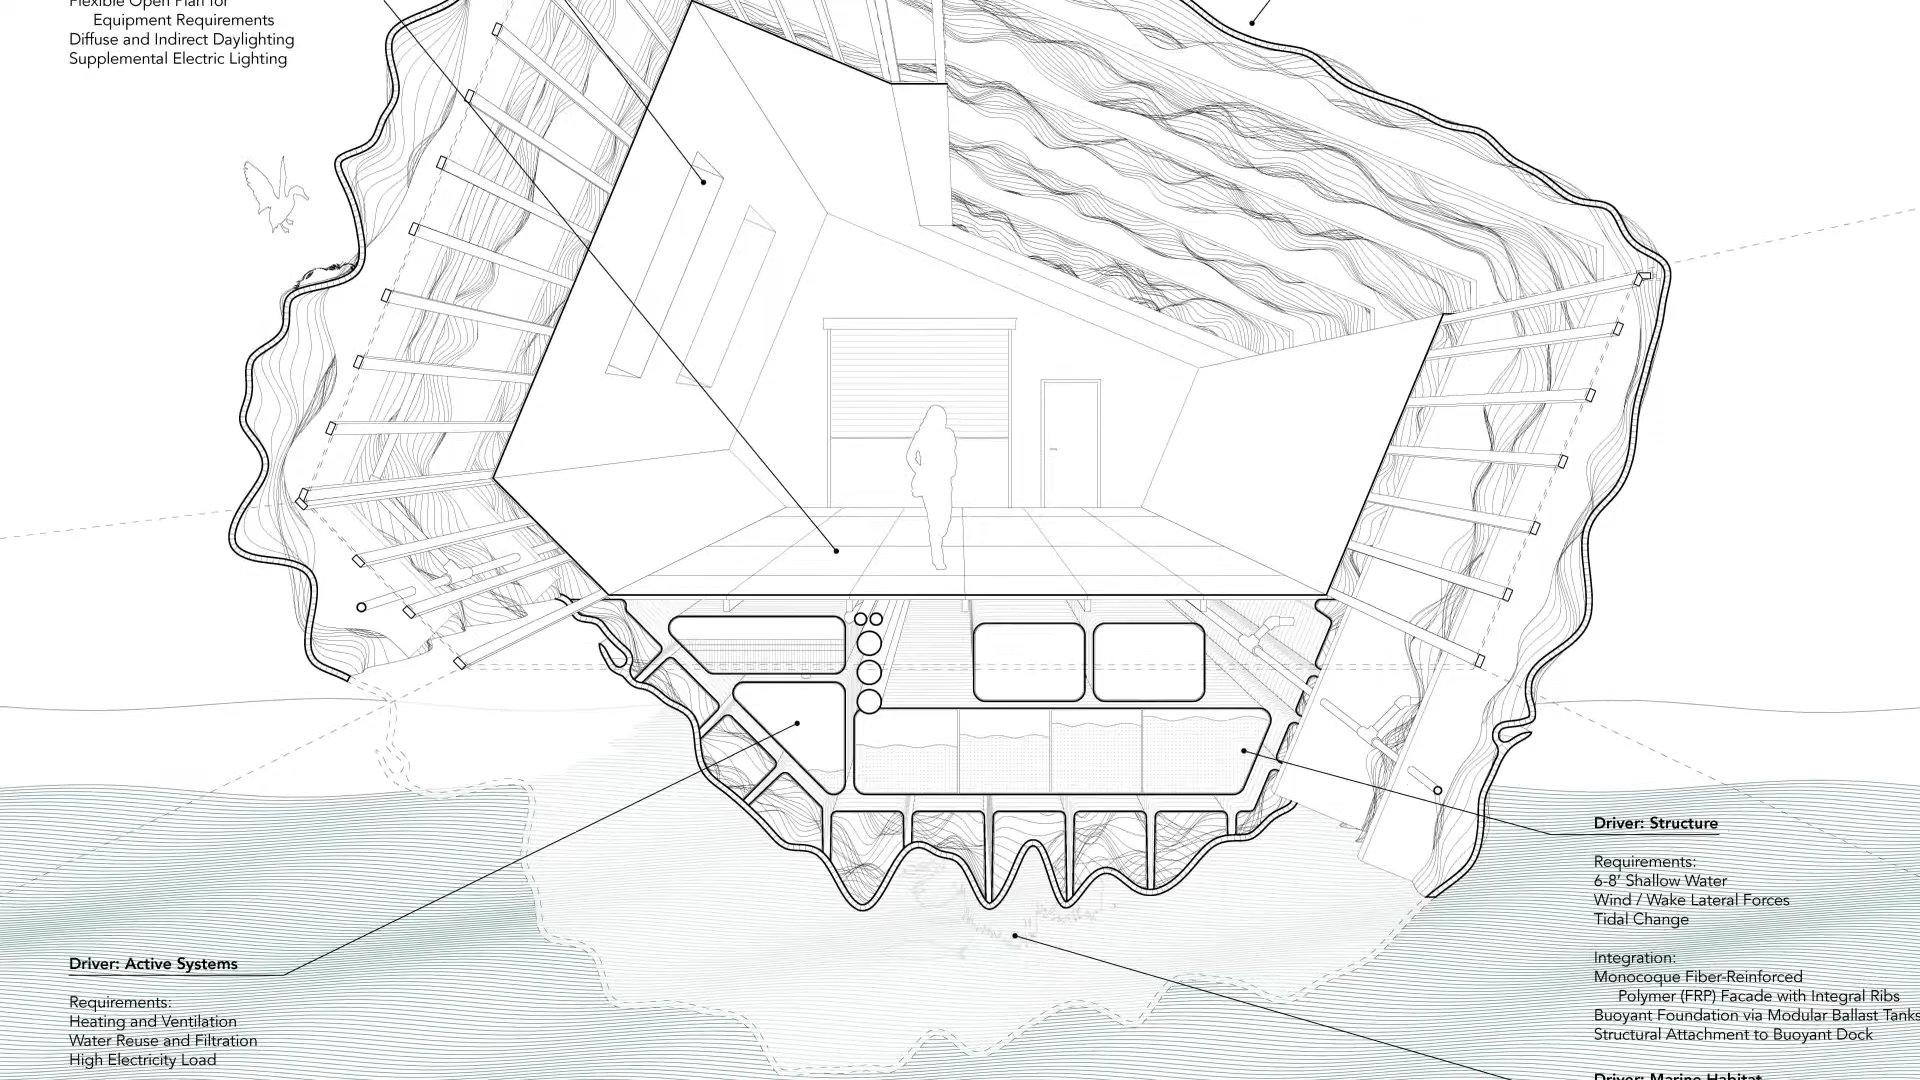 Flexible Open Plan for
Equipment Requirements
Diffuse and Indirect Daylighting
Supplemental Electric Lighting
Driver: Active Systems
Requirements:
Heating and Ventilation
Water Reuse and Filtration
High Electricity Load
Driver: Structure
Requirements:
6-8' Shallow Water
Wind / Wake Lateral Forces
Tidal Change
Integration:
Monocoque Fiber-Reinforced
Polymer (FRP) Facade with Integral Ribs
Buoyant Foundation via Modular Ballast Tanks
Structural Attachment to Buoyant Dock
Driver: Marine Habitat